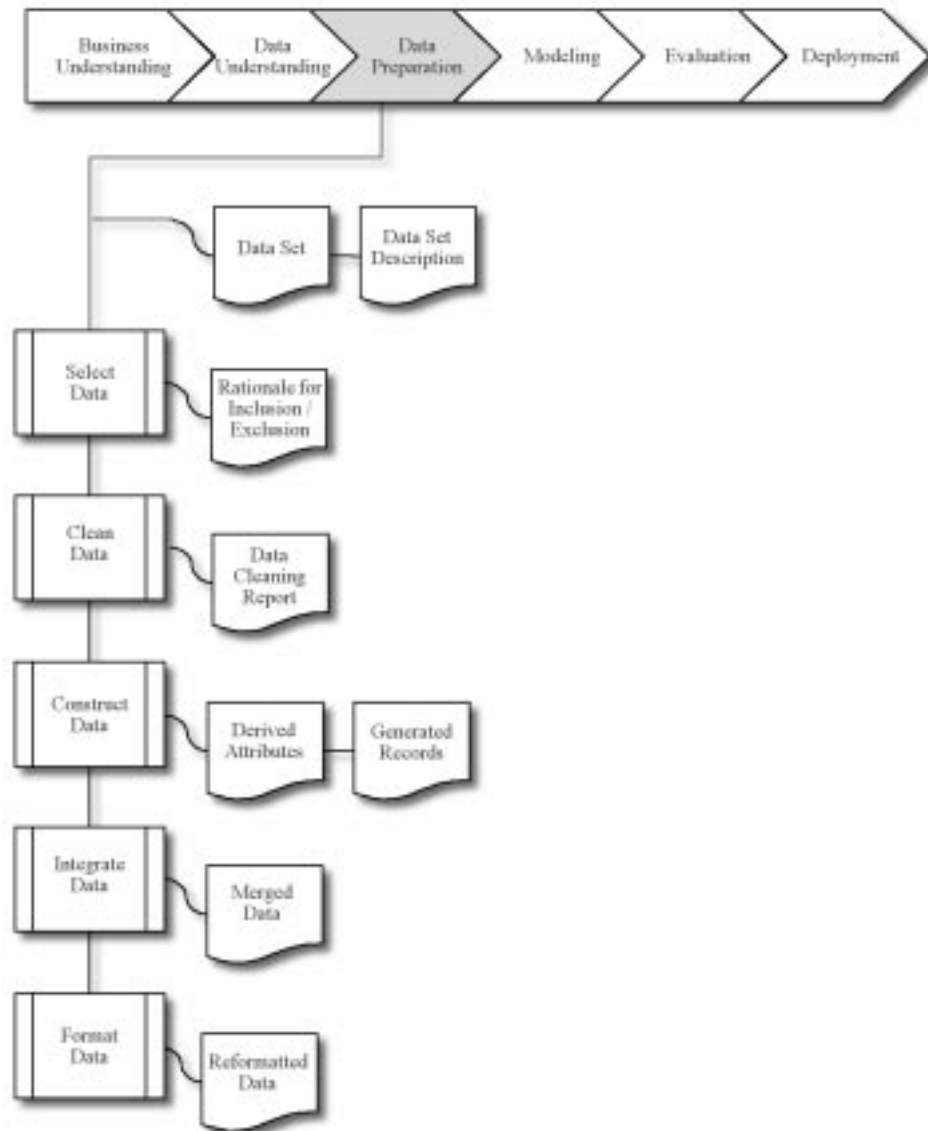 Business
Understanding
Data
Understanding
Data
Preparation
Modeling
Evaluation
Deployment
Data Set
Data Set
Description
Select
Data
Rationale for
Inclusion /
Exclusion
Clean
Data
Data
Cleaning
Report
Construct
Data
Derived
Attributes
Generated
Records
Integrate
Data
Merged
Data
Format
Data
Reformatted
Data